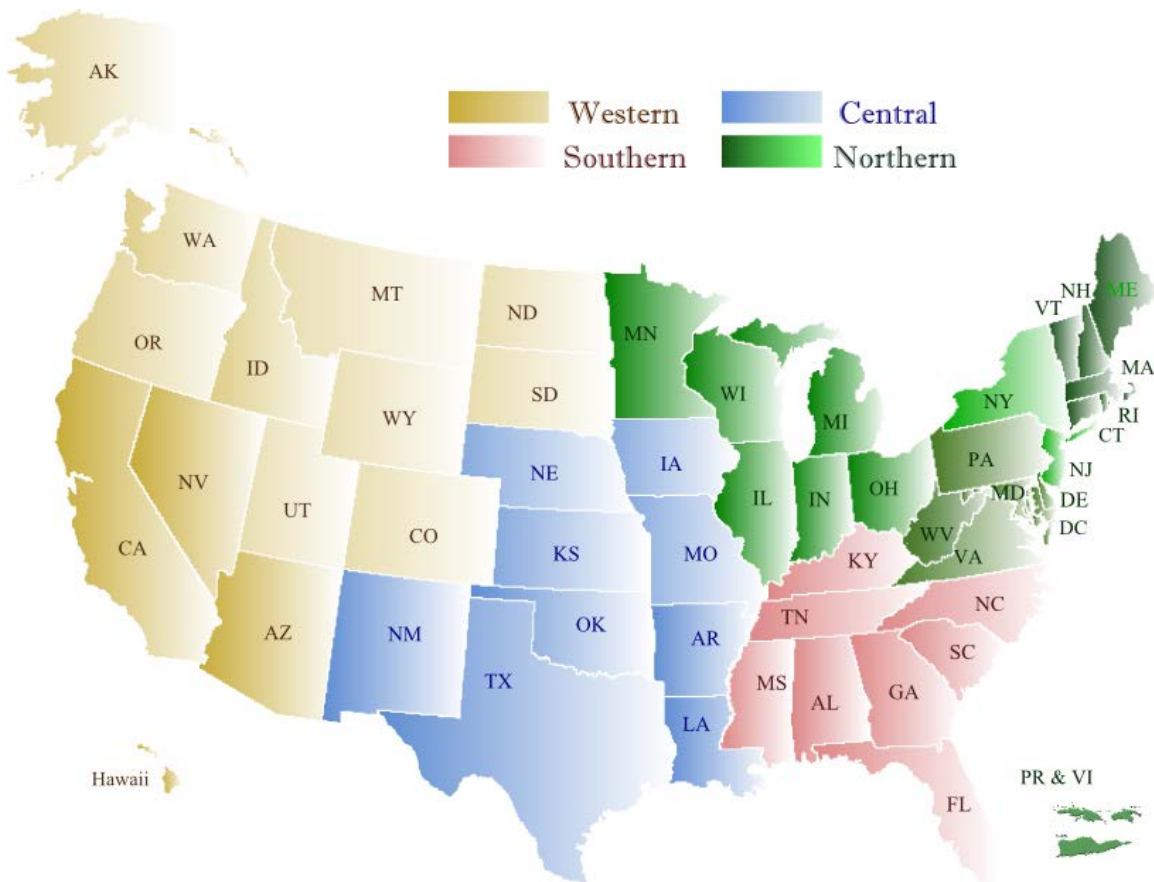 AK
Western Central
Southern Northern
WA
MT ND
NH ME
VT
OR
MN
ID
SD
WI
MA
WY
MI
NY
RI
CT
NE IA
PA
NV
IL IN OH
NJ
MD
DE
UT
CO
WV
DC
CA
KS MO
KY
VA
AZ
NM
OK
TN
NC
AR
SC
TX
MS
AL
GA
LA
Hawaii
PR & VI
FL